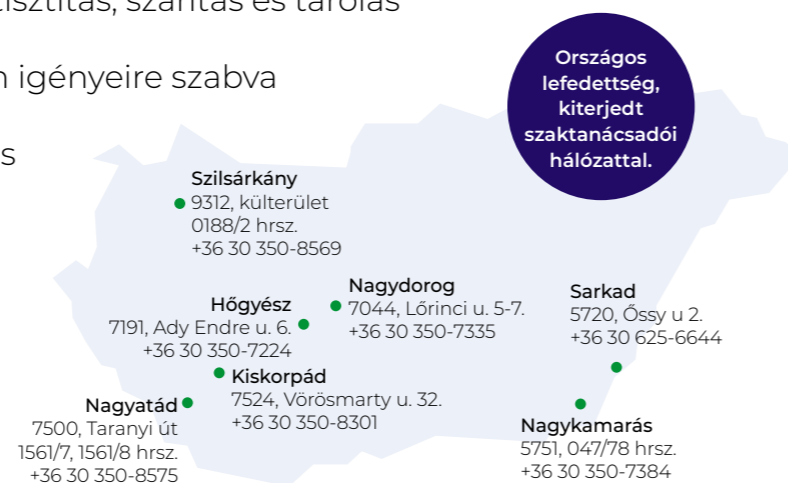 tisztítás, szárítás és tárolás
igényeire szabva
Országos
lefedettség,
kiterjedt
szaktanácsadói
hálózattal.
Szilsárkány
9312, külterület
0188/2 hrsz.
+36 30 350-8569
Nagydorog
7044, Lőrinci u. 5-7.
+36 30 350-7335
Sarkad
5720, Őssy u 2.
+36 30 625-6644
Hőgyész
7191, Ady Endre u. 6.
+36 30 350-7224
Kiskorpád
7524, Vörösmarty u. 32.
+36 30 350-8301
Nagyatád
7500, Taranyi út
1561/7, 1561/8 hrsz.
+36 30 350-8575
Nagykamarás
5751, 047/78 hrsz.
+36 30 350-7384